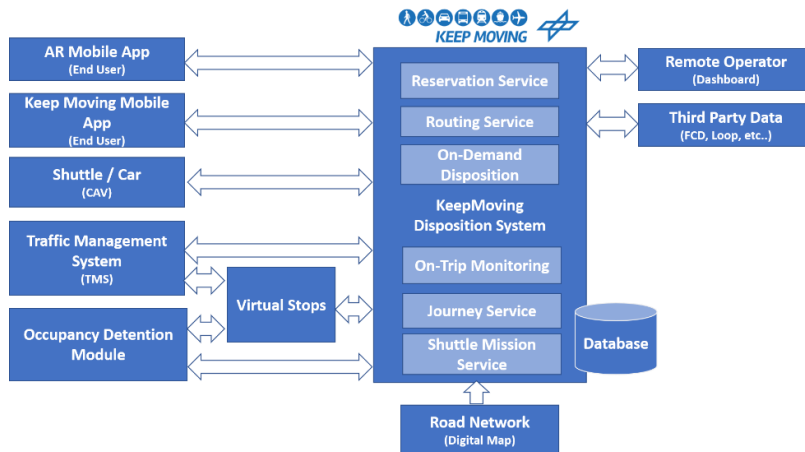 KEEP MOVING
AR Mobile App
(End User)
Keep Moving Mobile
App
(End User)
Shuttle / Car
(CAV)
Traffic Management
System
(TMS)
Occupancy Detention
Module
Virtual Stops
Reservation Service
Routing Service
On-Demand
Disposition
KeepMoving
Disposition System
On-Trip Monitoring
Journey Service
Shuttle Mission
Service
Database
Remote Operator
(Dashboard)
Third Party Data
(FCD, Loop, etc..)
Road Network
(Digital Map)